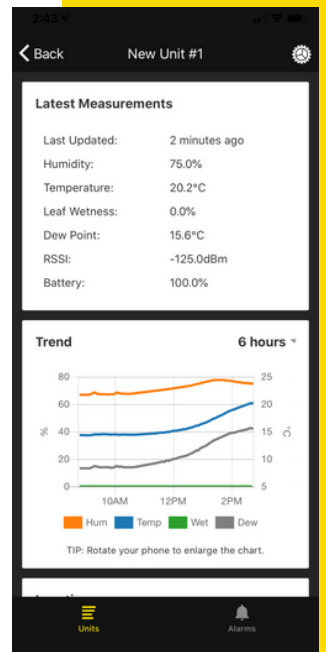 2:43
Back New Unit #1
Latest Measurements
Last Updated: 2 minutes ago
Humidity: 75.0%
Temperature: 20.2°C
Leaf Wetness: 0.0%
Dew Point: 15.6°C
RSSI: -125.0dBm
Battery: 100.0%
Trend 6 hours
80 25
60 20
% 40 15 °C
20 10
0 5
10AM 12PM 2PM
Hum Temp Wet Dew
TIP: Rotate your phone to enlarge the chart.
Units Alarms